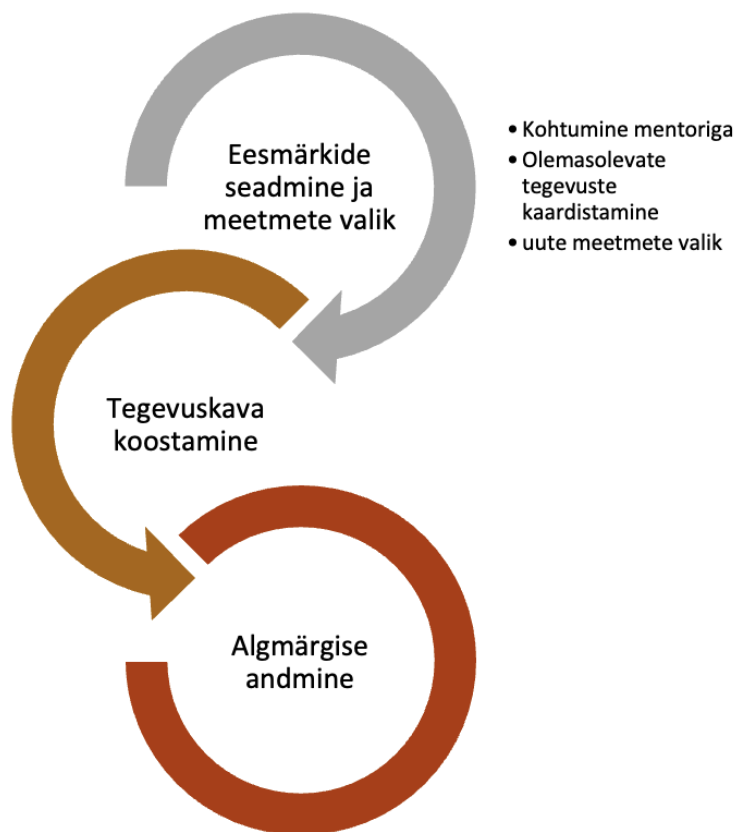 Eesmärkide
seadmine ja
meetmete valik
• Kohtumine mentoriga
• Olemasolevate
tegevuste
kaardistamine
• uute meetmete valik
Tegevuskava
koostamine
Algmärgise
andmine